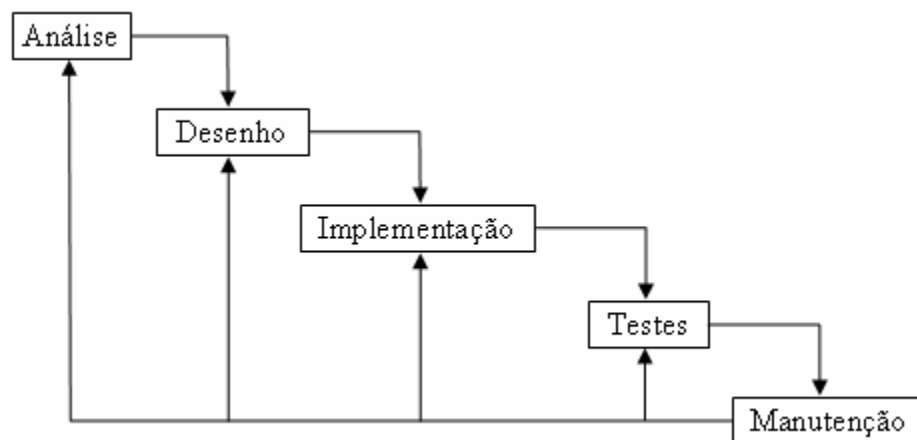 Análise
Desenho
Implementação
Testes
Manutenção